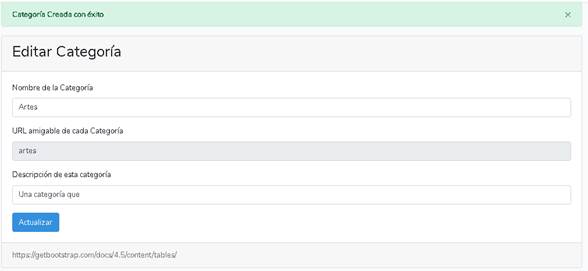 Categoría Creada con éxito ×
Editar Categoría
Nombre de la Categoría
Artes
URL amigable de cada Categoría
artes
Descripción de esta categoría
Una categoría que
Actualizar
https://getbootstrap.com/docs/4.5/content/tables/